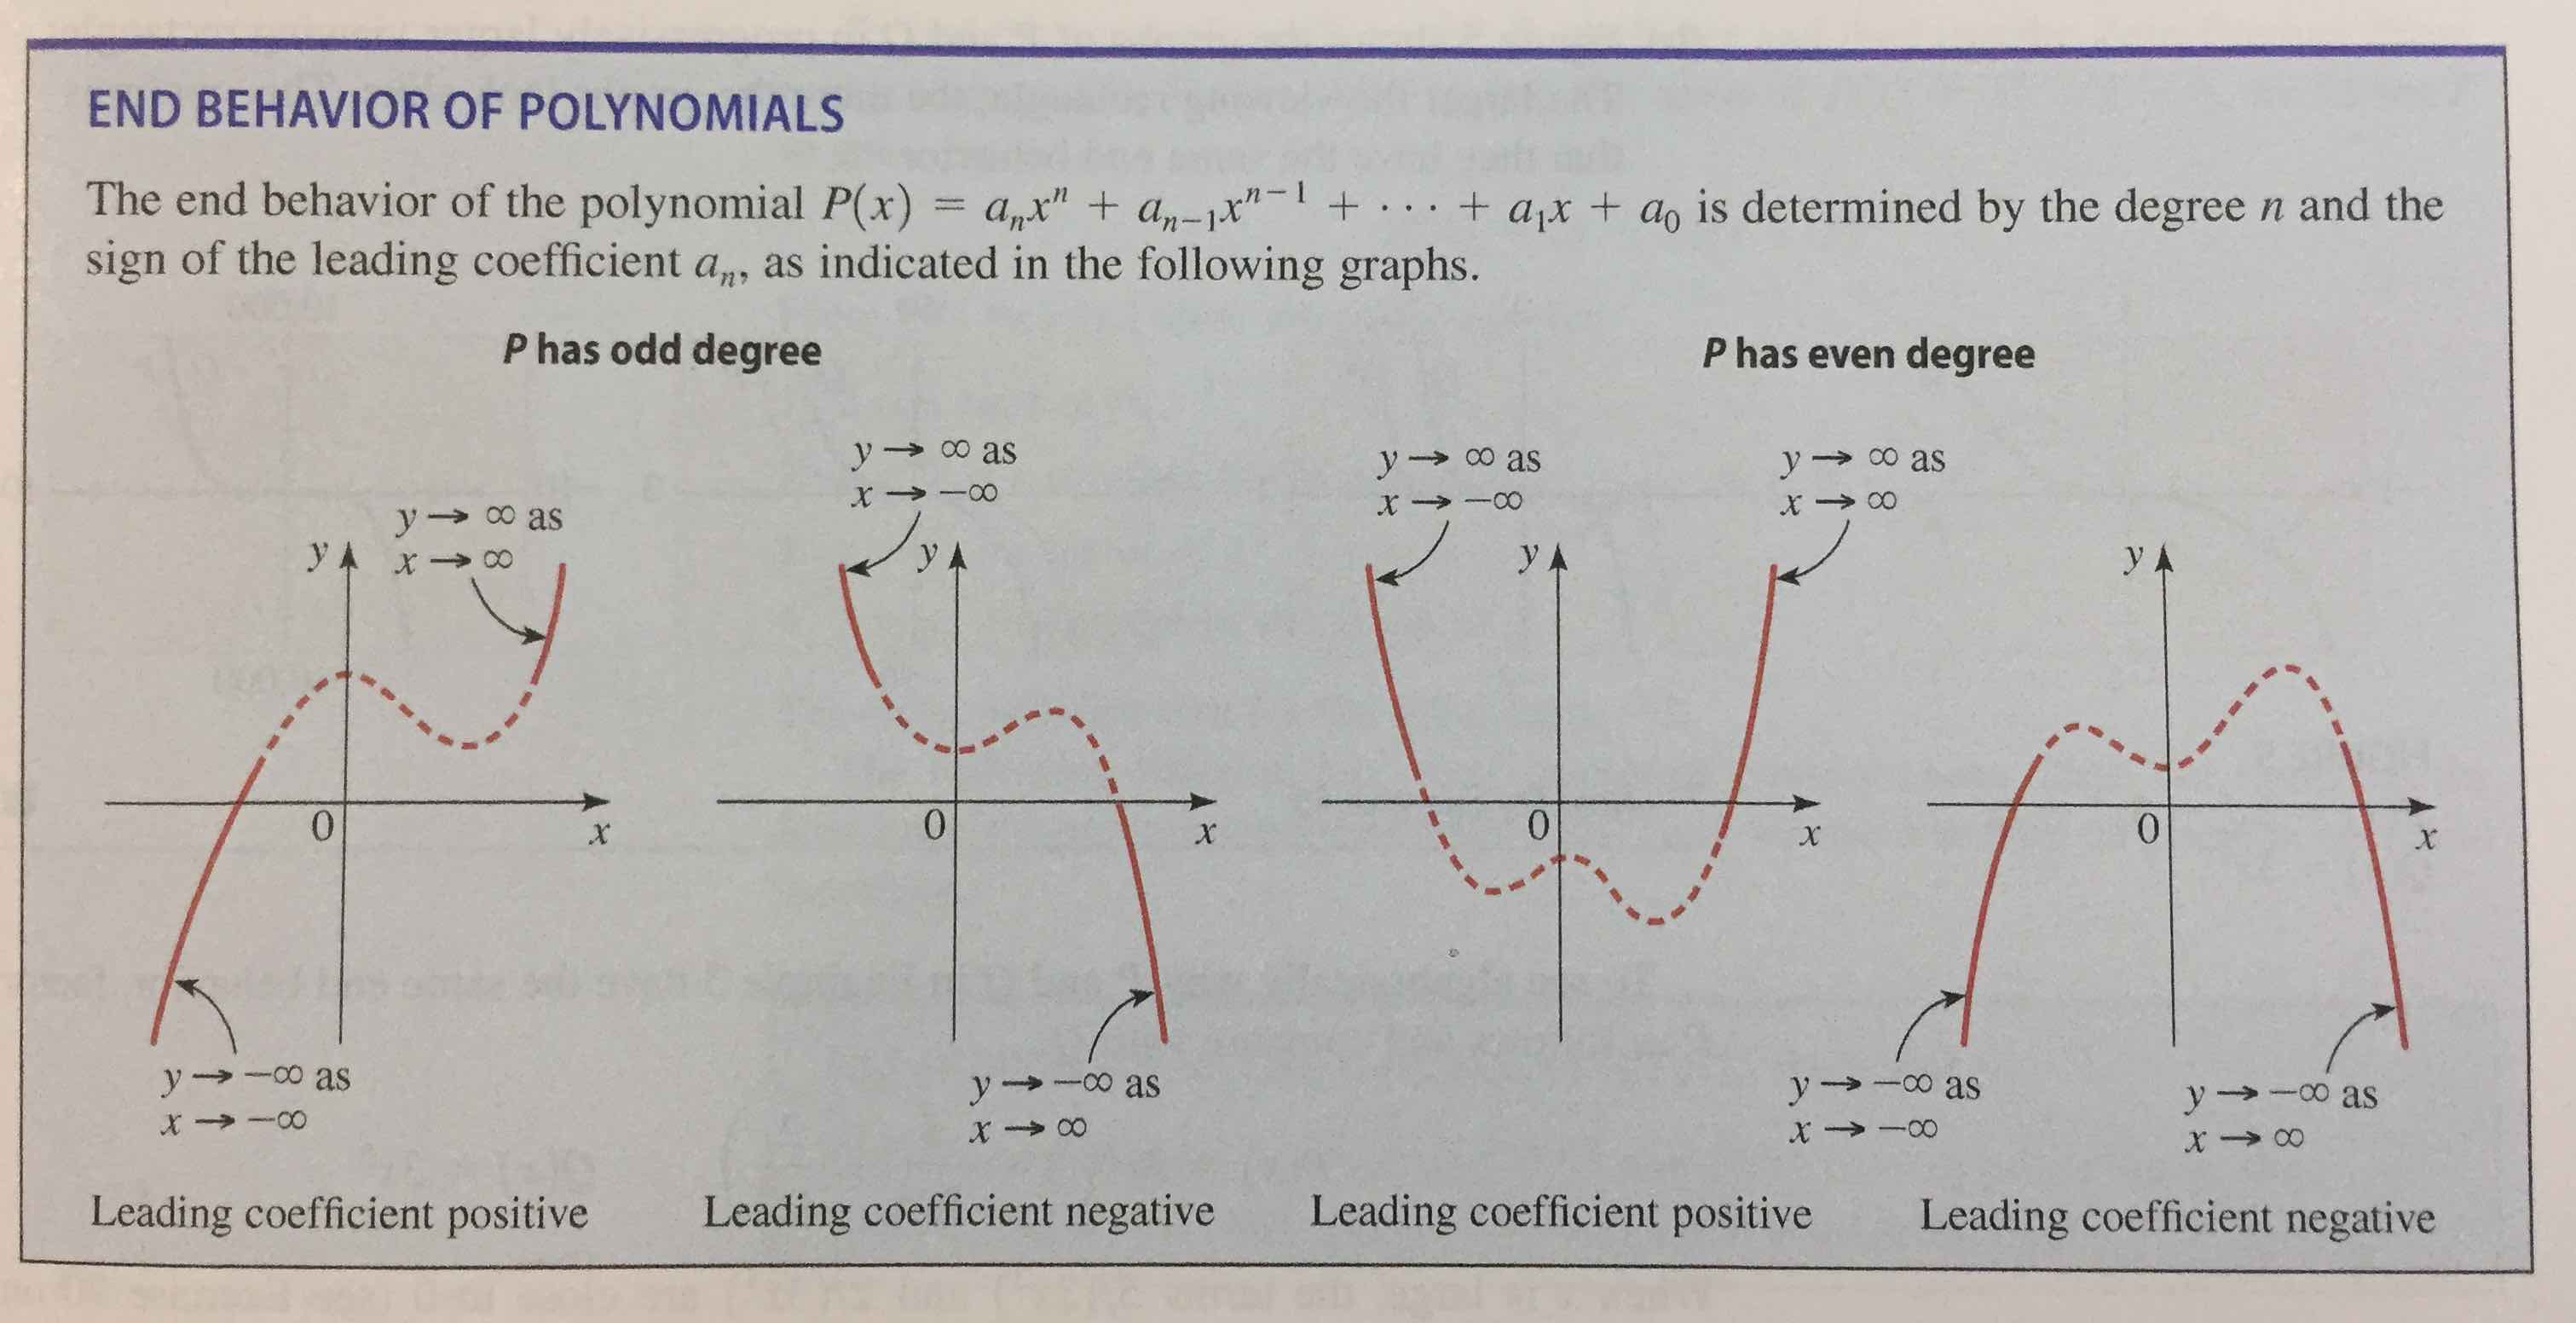 END BEHAVIOR OF POLYNOMIALS
The end behavior of the polynomial P(x) = aₙxⁿ + aₙ₋₁xⁿ⁻¹ + ··· + a₁x + a₀ is determined by the degree n and the
sign of the leading coefficient aₙ, as indicated in the following graphs.
P has odd degree
y → ∞ as
x → ∞
y
0
x
y → −∞ as
x → −∞
Leading coefficient positive
y → ∞ as
x → −∞
y
0
x
y → −∞ as
x → ∞
Leading coefficient negative
P has even degree
y → ∞ as
x → −∞
y → ∞ as
x → ∞
y
0
x
Leading coefficient positive
y
0
x
y → −∞ as
x → −∞
y → −∞ as
x → ∞
Leading coefficient negative